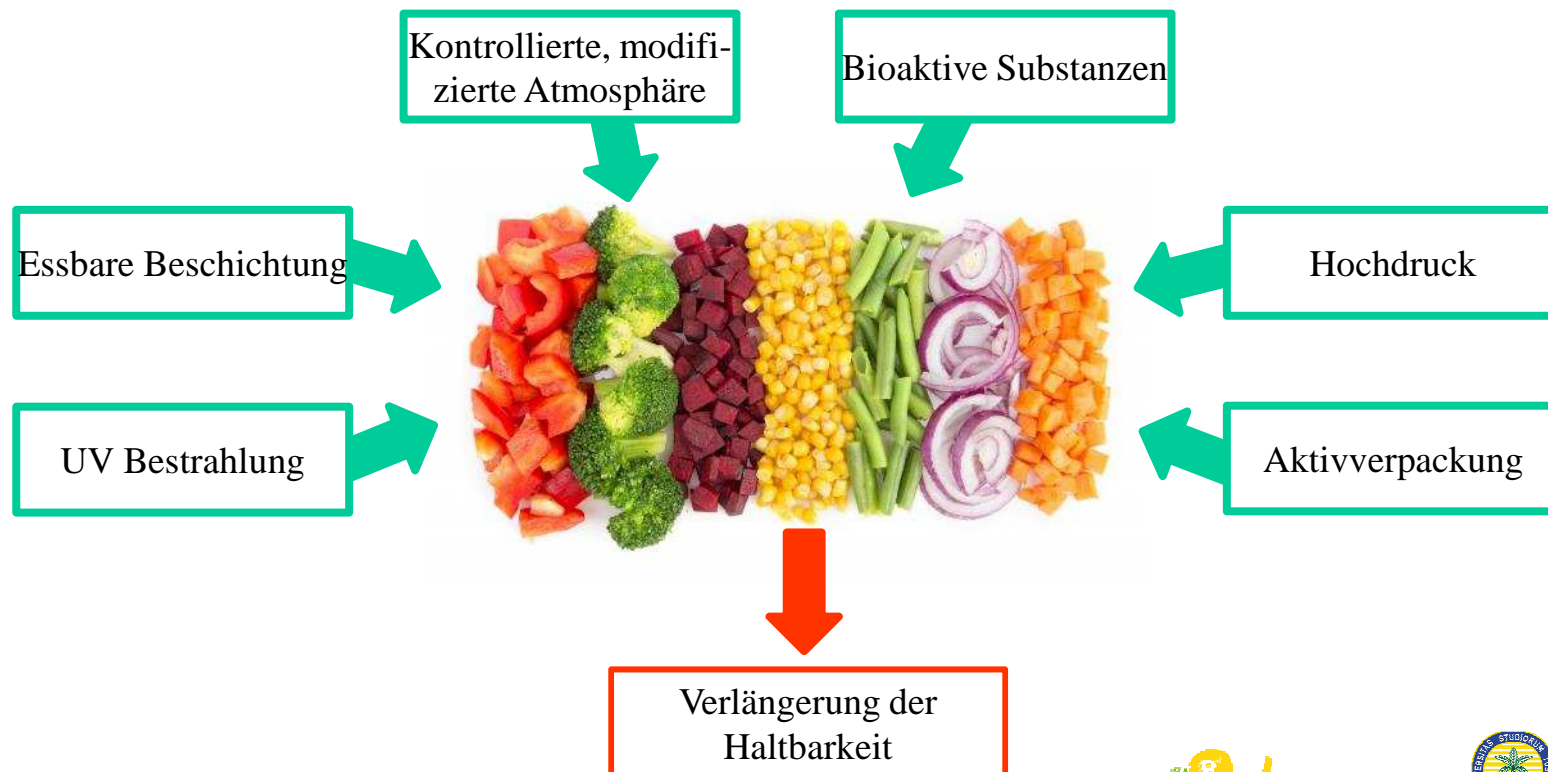 Kontrollierte, modifi-
zierte Atmosphäre
Bioaktive Substanzen
Essbare Beschichtung
Hochdruck
UV Bestrahlung
Aktivverpackung
Verlängerung der
Haltbarkeit